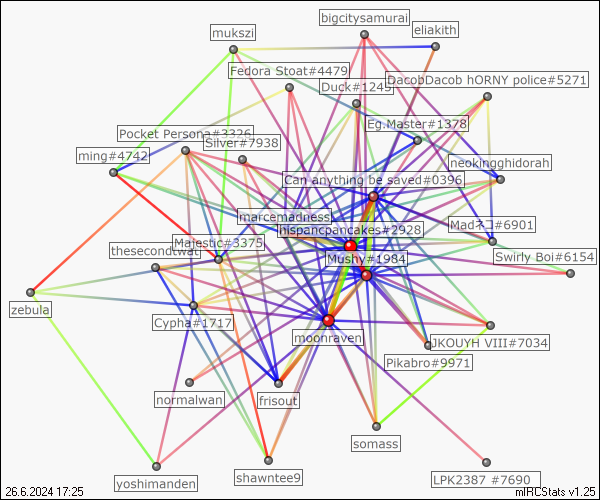 bigcitysamurai
mukszi
eliakith
Fedora Stoat#4479
DacobDacob hORNY police#5271
Duck#1243
Eg.Master#1378
Pocket Persona#3326
Silver#7938
ming#4742
neokingghidorah
Can anything be saved#0396
marcemadness
hispancpancakes#2928
Madネコ#6901
Majestic#3375
thesecondtwat
Mushy#1984
Swirly Boi#6154
zebula
Cypha#1717
moonraven
JKOUYH VIII#7034
Pikabro#9971
normalwan
frisout
somass
yoshimanden
shawntee9
LPK2387 #7690
26.6.2024 17:25
mIRCStats v1.25